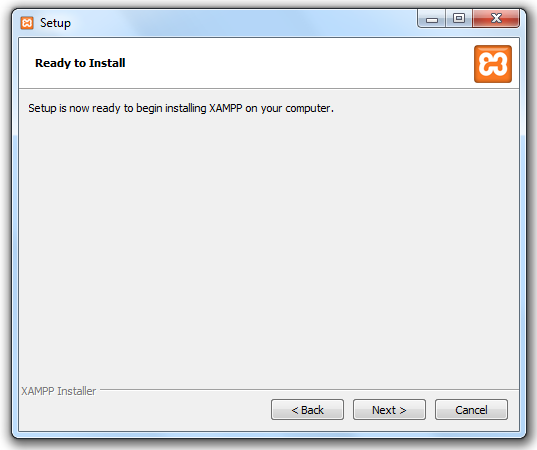 Setup
Ready to Install
Setup is now ready to begin installing XAMPP on your computer.
XAMPP Installer
< Back
Next >
Cancel